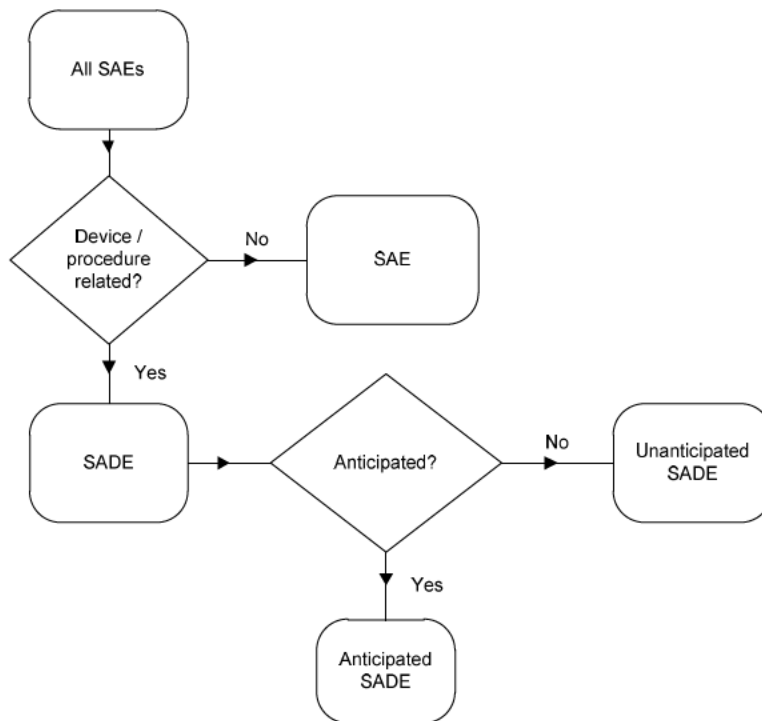 All SAEs
Device /
procedure
related?
No
SAE
Yes
SADE
Anticipated?
No
Unanticipated
SADE
Yes
Anticipated
SADE